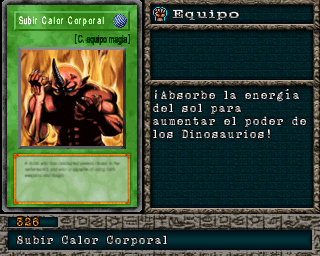 Subir Calor Corporal
[C. equipo magia]
Equipo
¡Absorbe la energía
del sol para
aumentar el poder de
los Dinosaurios!
326
Subir Calor Corporal